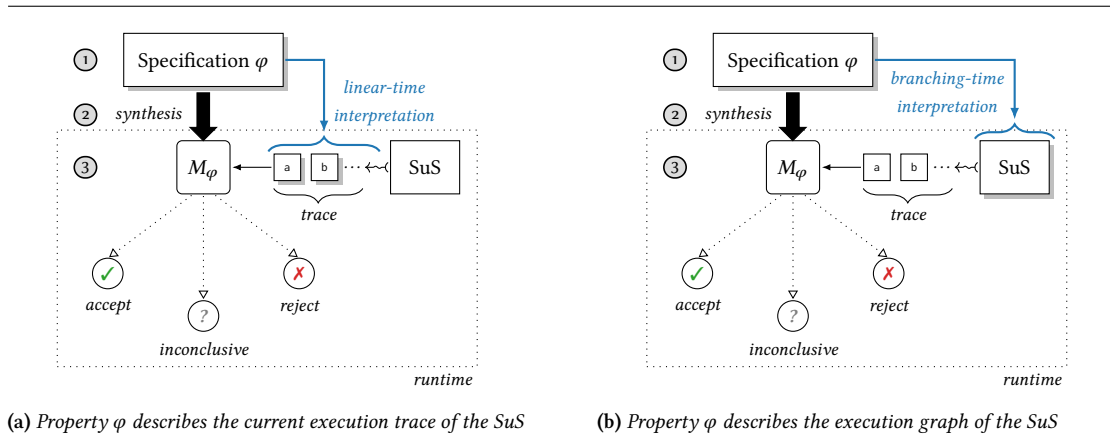 1
Specification φ
linear-time
interpretation
2
synthesis
3
Mφ
a
b
SuS
trace
✓
accept
✗
reject
?
inconclusive
runtime
(a) Property φ describes the current execution trace of the SuS
1
Specification φ
branching-time
interpretation
2
synthesis
3
Mφ
a
b
SuS
trace
✓
accept
✗
reject
?
inconclusive
runtime
(b) Property φ describes the execution graph of the SuS